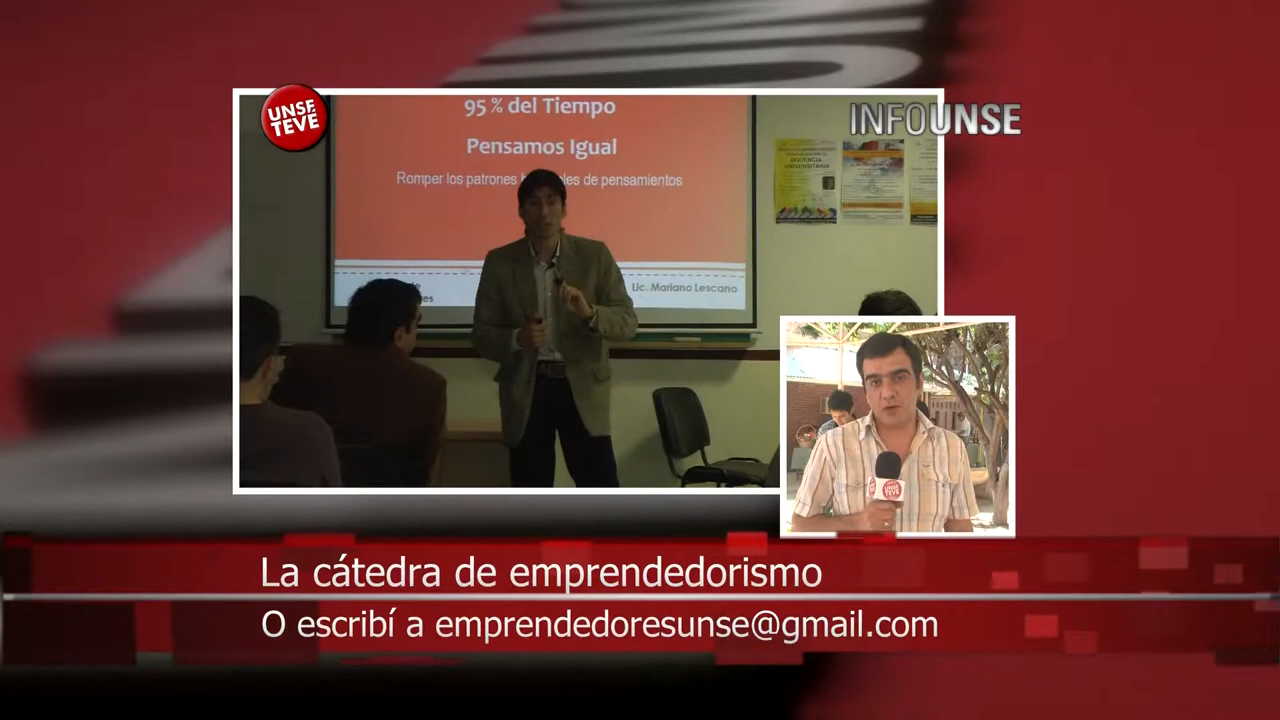 UNSE
TEVE
INFOUNSE
95 % del Tiempo
Pensamos Igual
Romper los patrones de pensamientos
DOCENCIA
UNIVERSITARIA
Lic. Mariano Lescano
UNSE
TEVE
La cátedra de emprendedorismo
O escribí a emprendedoresunse@gmail.com